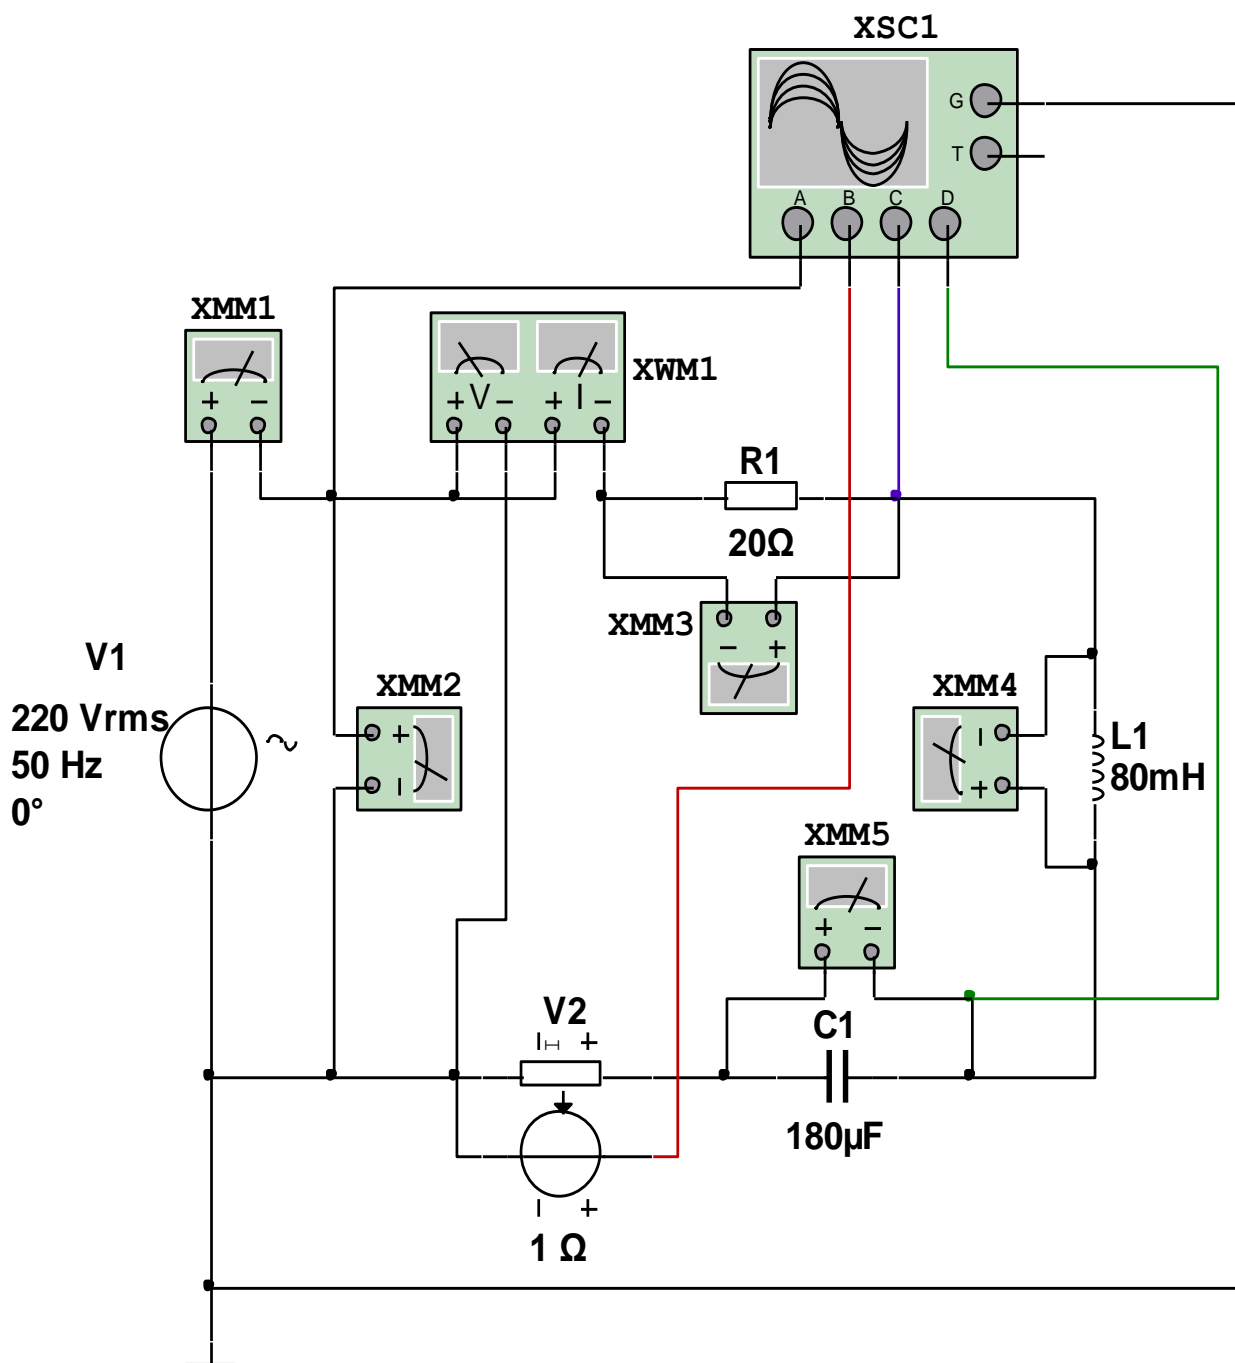 XSC1
G
T
A B C D
XMM1
+ −
XWM1
+ V − + I −
R1
20Ω
XMM3
− +
V1
220 Vrms
50 Hz
0°
XMM2
+
−
XMM4
−
+
L1
80mH
XMM5
+ −
V2
− +
C1
180µF
− +
1 Ω